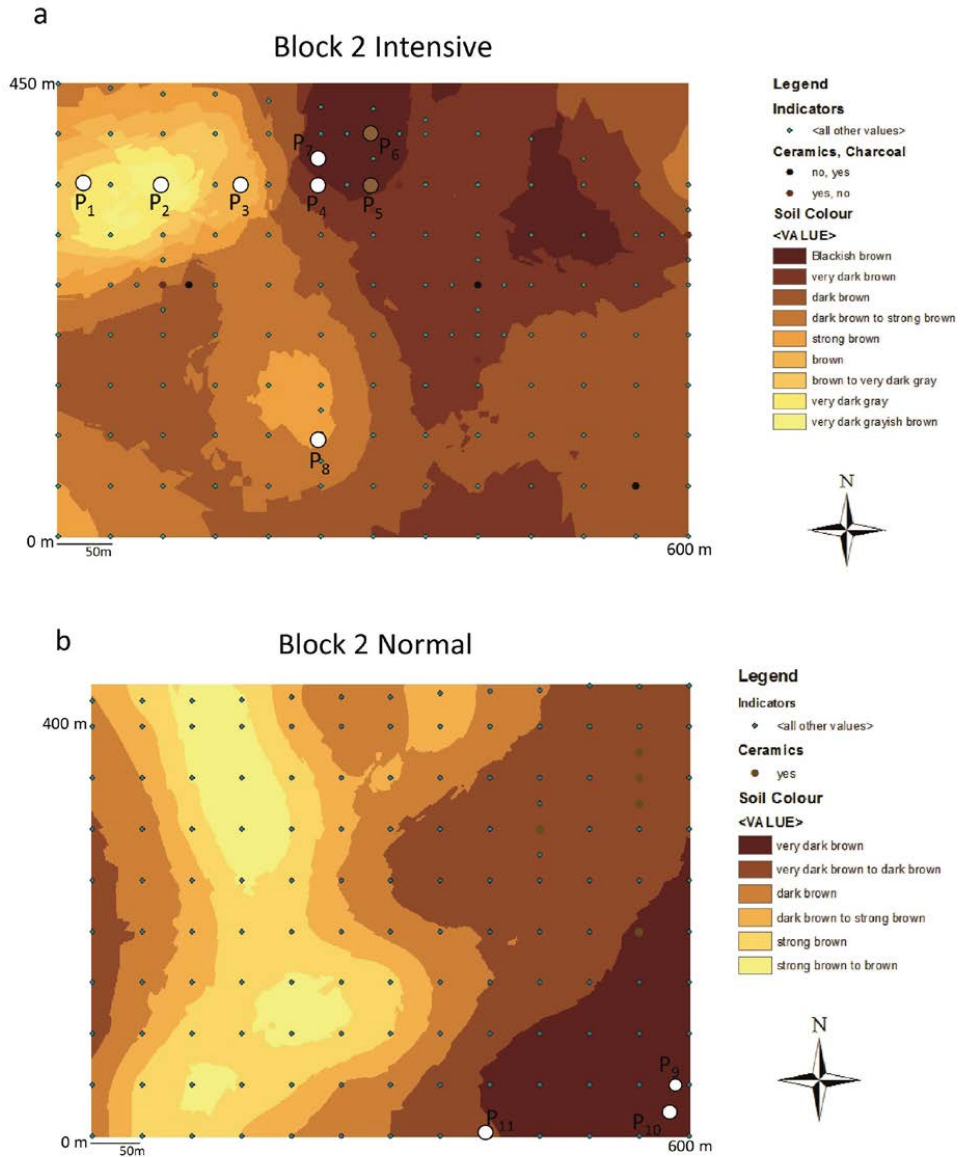 a
Block 2 Intensive
450 m
P7
P6
P1
P2
P3
P4
P5
P8
0 m
50m
600 m
Legend
Indicators
<all other values>
Ceramics, Charcoal
no, yes
yes, no
Soil Colour
<VALUE>
Blackish brown
very dark brown
dark brown
dark brown to strong brown
strong brown
brown
brown to very dark gray
very dark gray
very dark grayish brown
N
b
Block 2 Normal
400 m
P9
P10
P11
0 m
50m
600 m
Legend
Indicators
<all other values>
Ceramics
yes
Soil Colour
<VALUE>
very dark brown
very dark brown to dark brown
dark brown
dark brown to strong brown
strong brown
strong brown to brown
N